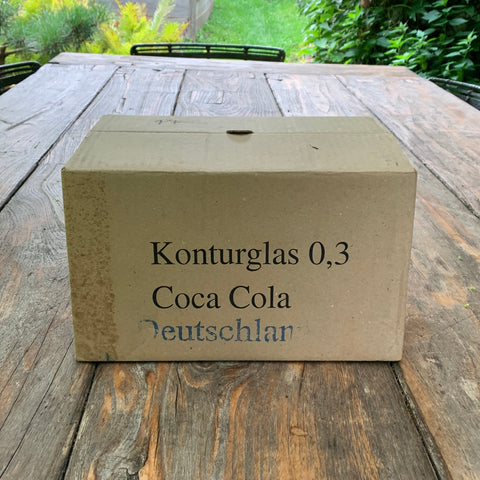 Konturglas 0,3
Coca Cola
Deutschlan